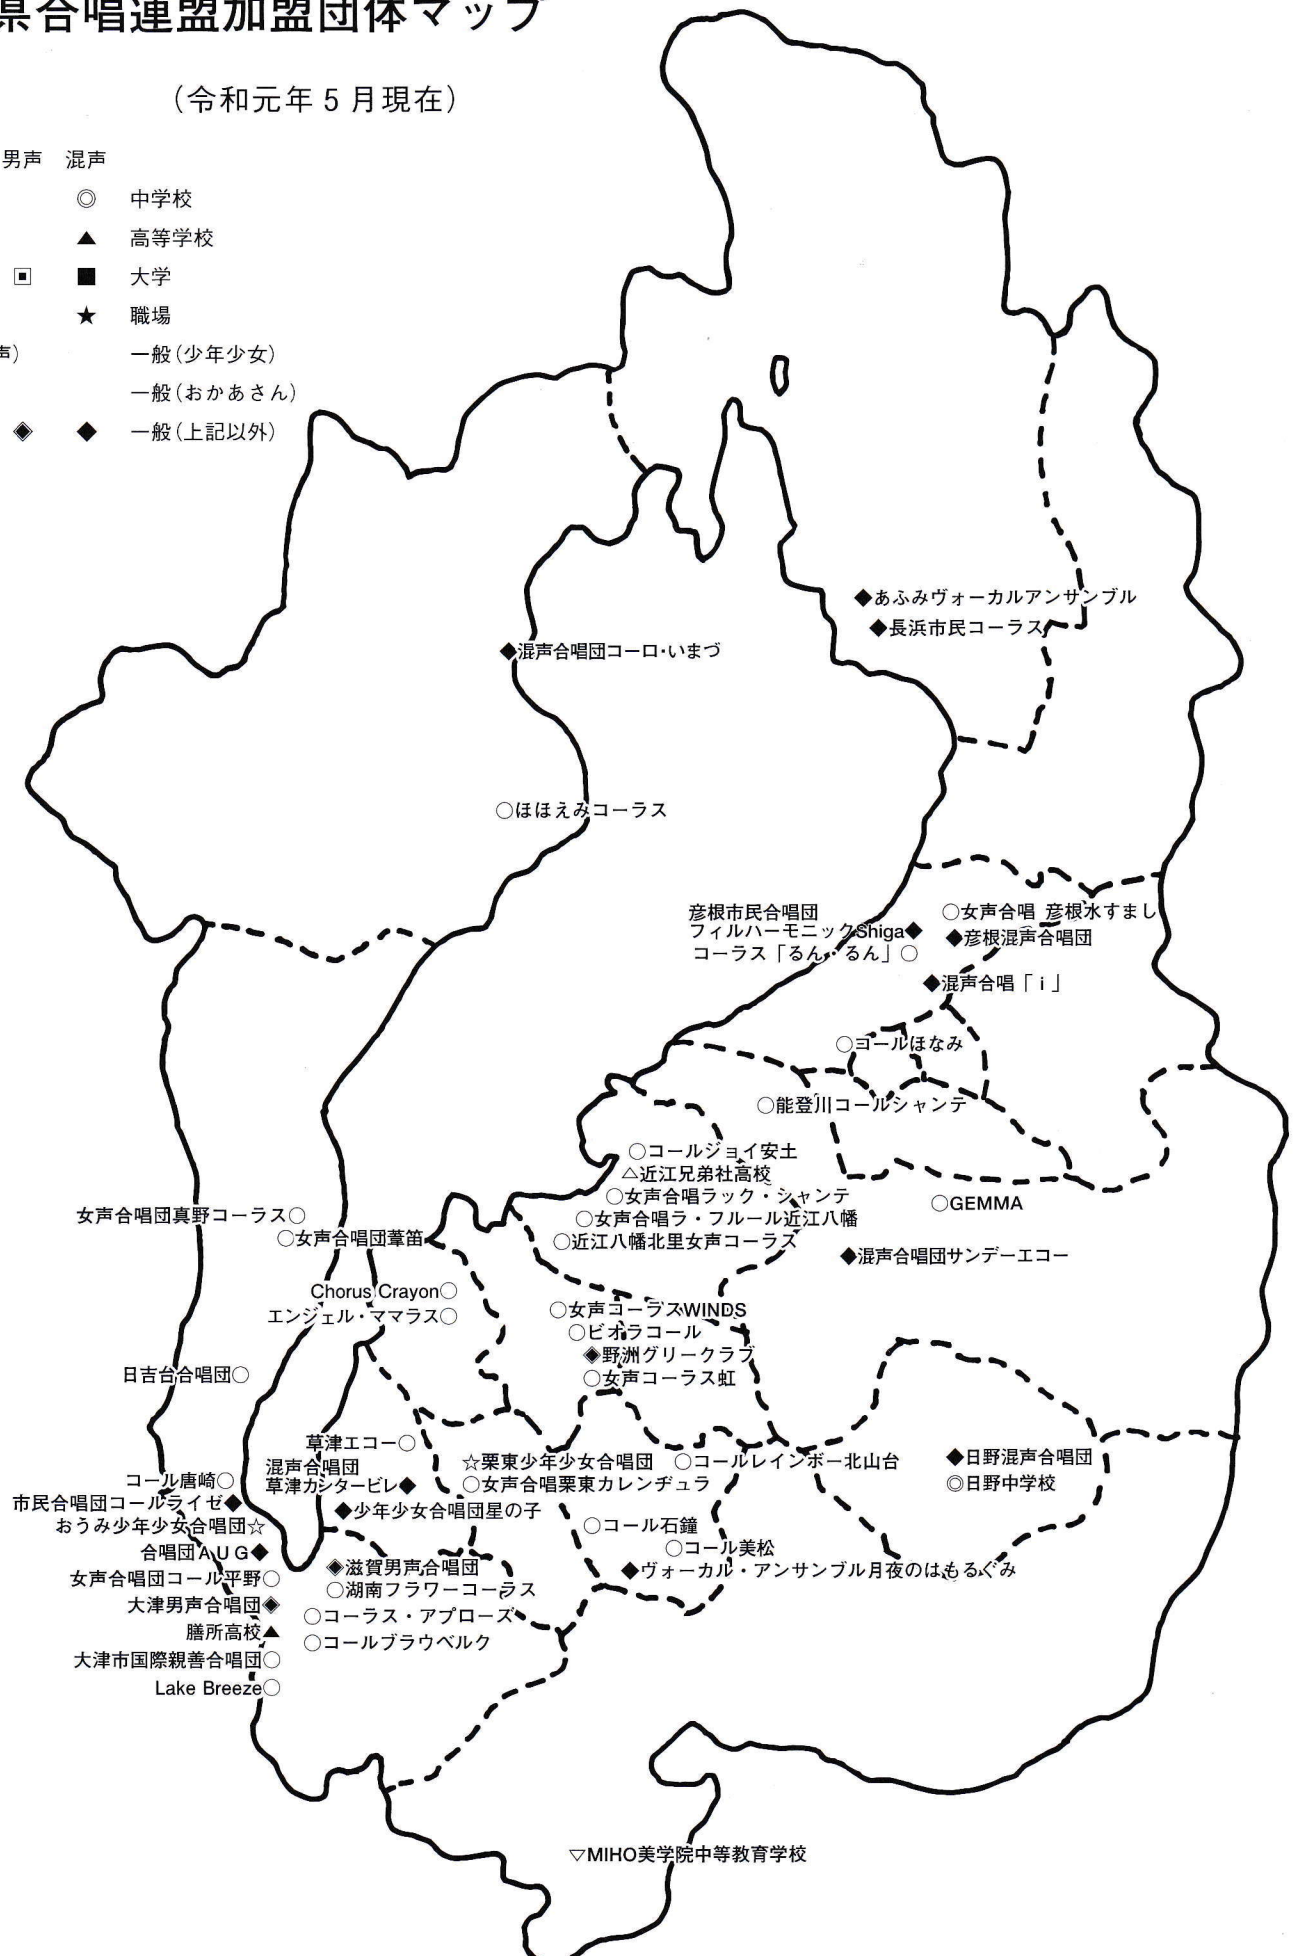 県合唱連盟加盟団体マップ
（令和元年5月現在）
男声 混声
◎ 中学校
▲ 高等学校
▣ ■ 大学
★ 職場
声） 一般（少年少女）
一般（おかあさん）
◈ ◆ 一般（上記以外）
◆あふみヴォーカルアンサンブル
◆長浜市民コーラス
◆混声合唱団コーロ・いまづ
○ほほえみコーラス
彦根市民合唱団
フィルハーモニックShiga◆
コーラス「るん・るん」○
○女声合唱 彦根水すまし
◆彦根混声合唱団
◆混声合唱「i」
○コールほなみ
○能登川コールシャンテ
○コールジョイ安土
△近江兄弟社高校
○女声合唱ラック・シャンテ
○女声合唱ラ・フルール近江八幡
○近江八幡北里女声コーラス
○GEMMA
◆混声合唱団サンデーエコー
女声合唱団真野コーラス○
○女声合唱団葦笛
Chorus Crayon○
エンジェル・ママラス○
○女声コーラスWINDS
○ビオラコール
◈野洲グリークラブ
○女声コーラス虹
日吉台合唱団○
草津エコー○
混声合唱団
草津カンタービレ◆
◆少年少女合唱団星の子
☆栗東少年少女合唱団
○女声合唱栗東カレンヂュラ
○コールレインボー北山台
◆日野混声合唱団
◎日野中学校
コール唐崎○
市民合唱団コールライゼ◆
おうみ少年少女合唱団☆
合唱団AUG◆
女声合唱団コール平野○
大津男声合唱団◈
膳所高校▲
大津市国際親善合唱団○
Lake Breeze○
○コール石鐘
○コール美松
◆ヴォーカル・アンサンブル月夜のはもるぐみ
◈滋賀男声合唱団
○湖南フラワーコーラス
○コーラス・アプローズ
○コールブラウベルク
▽MIHO美学院中等教育学校